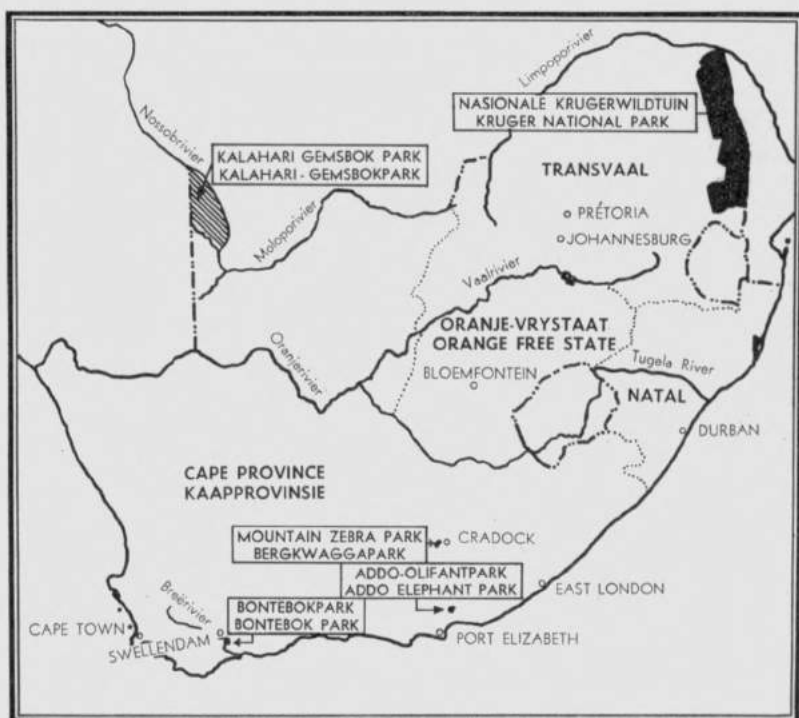 Limpoporivier
NASIONALE KRUGERWILDTUIN
KRUGER NATIONAL PARK
Nossobrivier
KALAHARI GEMSBOK PARK
KALAHARI - GEMSBOKPARK
TRANSVAAL
PRÉTORIA
JOHANNESBURG
Moloporivier
Vaalrivier
ORANJE-VRYSTAAT
ORANGE FREE STATE
Oranjerivier
BLOEMFONTEIN
Tugela River
NATAL
DURBAN
CAPE PROVINCE
KAAPPROVINSIE
MOUNTAIN ZEBRA PARK
BERGKWAGGAPARK
CRADOCK
ADDO-OLIFANTPARK
ADDO ELEPHANT PARK
EAST LONDON
Breërivier
BONTEBOKPARK
BONTEBOK PARK
CAPE TOWN
SWELLENDAM
PORT ELIZABETH